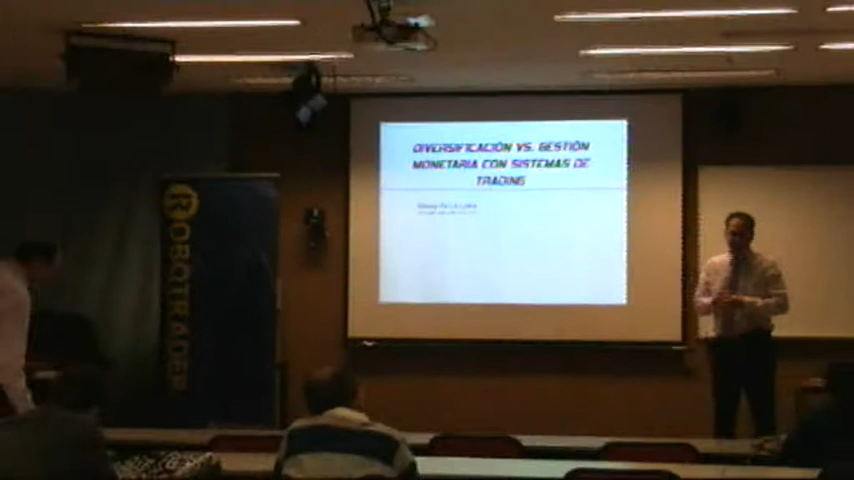 DIVERSIFICACIÓN VS. GESTIÓN
MONETARIA CON SISTEMAS DE
TRADING
ROBOTRADER